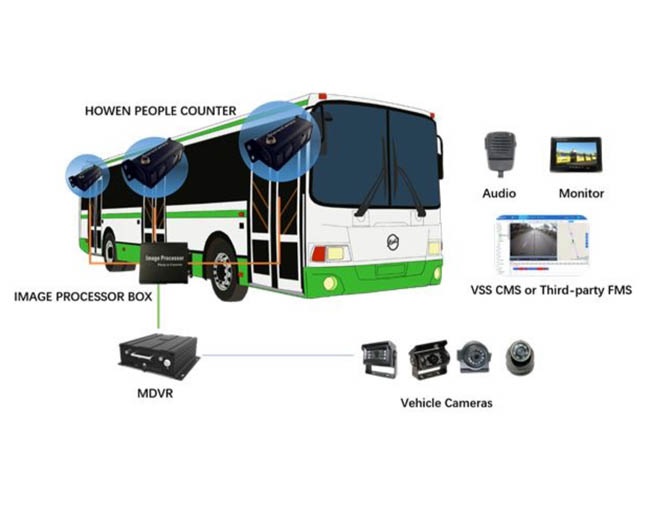 HOWEN PEOPLE COUNTER
Audio
Monitor
Image Processor
IMAGE PROCESSOR BOX
VSS CMS or Third-party FMS
MDVR
Vehicle Cameras